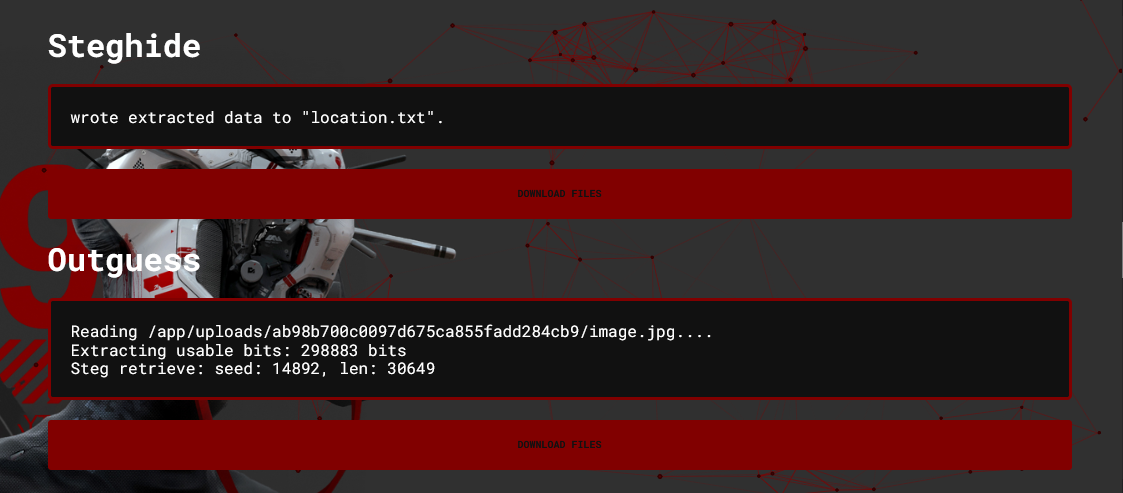 Steghide
wrote extracted data to "location.txt".
DOWNLOAD FILES
9
Outguess
Reading /app/uploads/ab98b700c0097d675ca855fadd284cb9/image.jpg....
Extracting usable bits: 298883 bits
Steg retrieve: seed: 14892, len: 30649
DOWNLOAD FILES